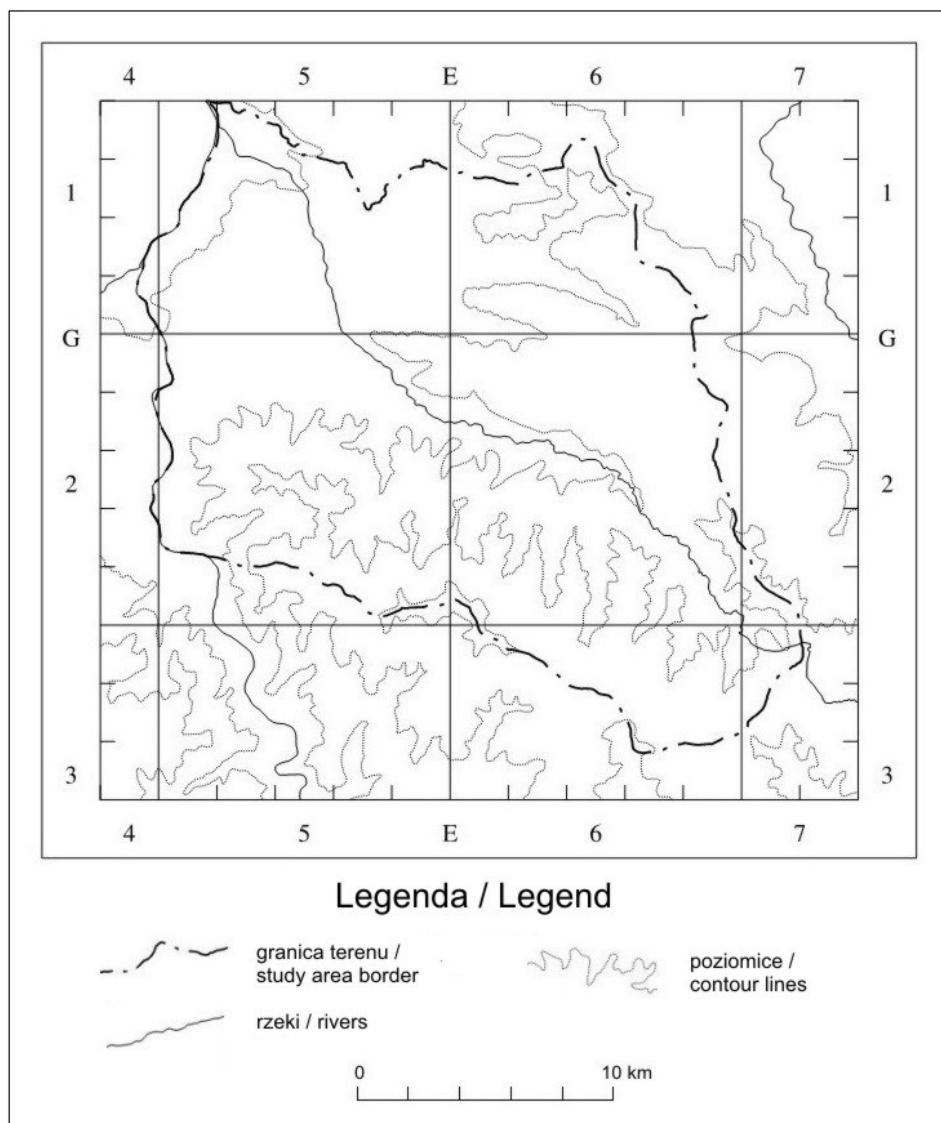 4 5 E 6 7
1 1
G G
2 2
3 3
4 5 E 6 7
Legenda / Legend
granica terenu /
study area border
poziomice /
contour lines
rzeki / rivers
0 10 km